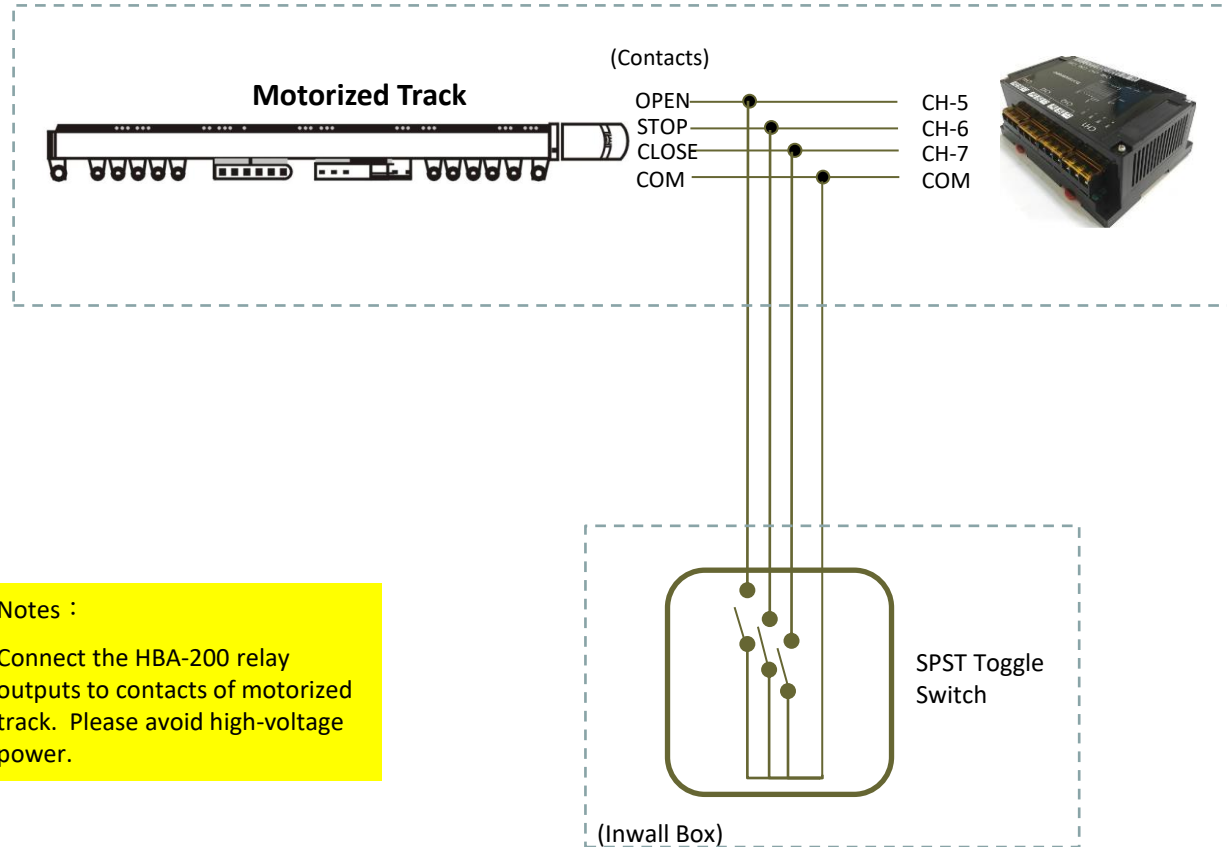 (Contacts)
Motorized Track
OPEN
CH-5
STOP
CH-6
CLOSE
CH-7
COM
COM
Notes：
Connect the HBA-200 relay
outputs to contacts of motorized
track. Please avoid high-voltage
power.
SPST Toggle
Switch
(Inwall Box)